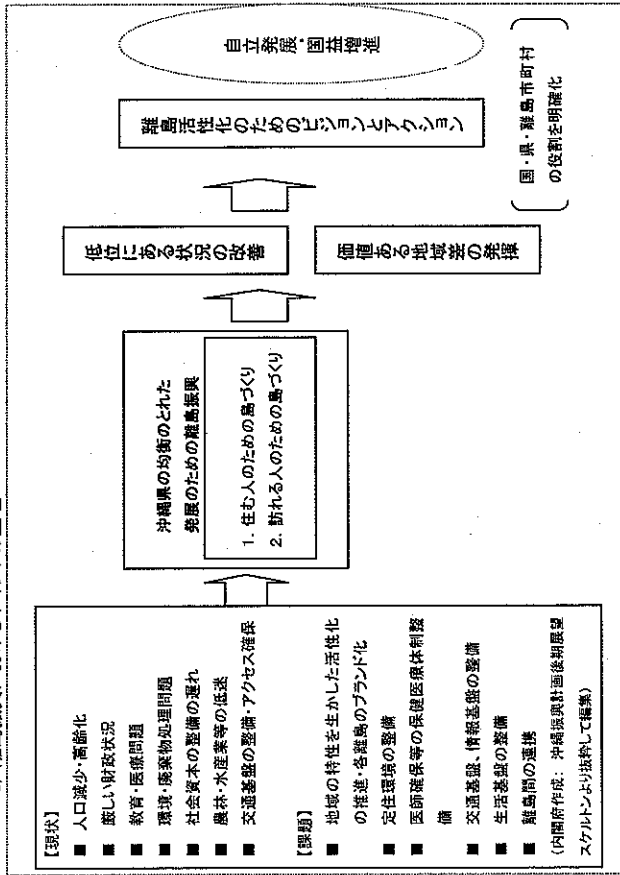 【現状】
■ 人口減少・高齢化
■ 厳しい財政状況
■ 教育・医療問題
■ 環境・廃棄物処理問題
■ 社会資本の整備の遅れ
■ 農林・水産業等の低迷
■ 交通基盤の整備・アクセス確保
【課題】
■ 地域の特性を生かした活性化
の推進・各離島のブランド化
■ 定住環境の整備
■ 医師確保等の保健医療体制整
備
■ 交通基盤、情報基盤の整備
■ 生活基盤の整備
■ 離島間の連携
(内閣府作成: 沖縄振興計画後期展望
スケルトンより抜粋して編集)
沖縄県の均衡のとれた
発展のための離島振興
1. 住む人のための島づくり
2. 訪れる人のための島づくり
低位にある状況の改善
価値ある地域差の発揮
離島活性化のためのビジョンとアクション
自立発展・国益増進
国・県・離島市町村
の役割を明確化